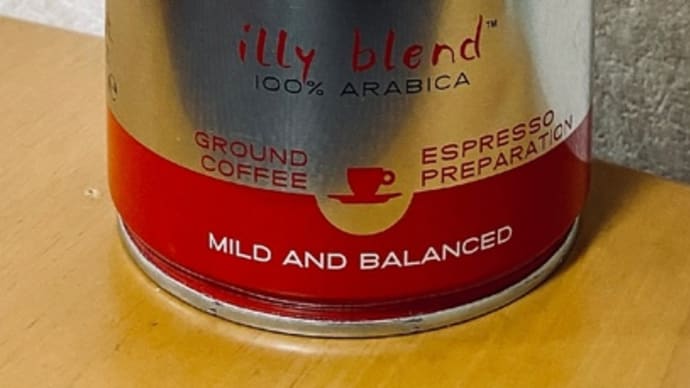 illy blend™
100% ARABICA
GROUND
COFFEE
ESPRESSO
PREPARATION
MILD AND BALANCED